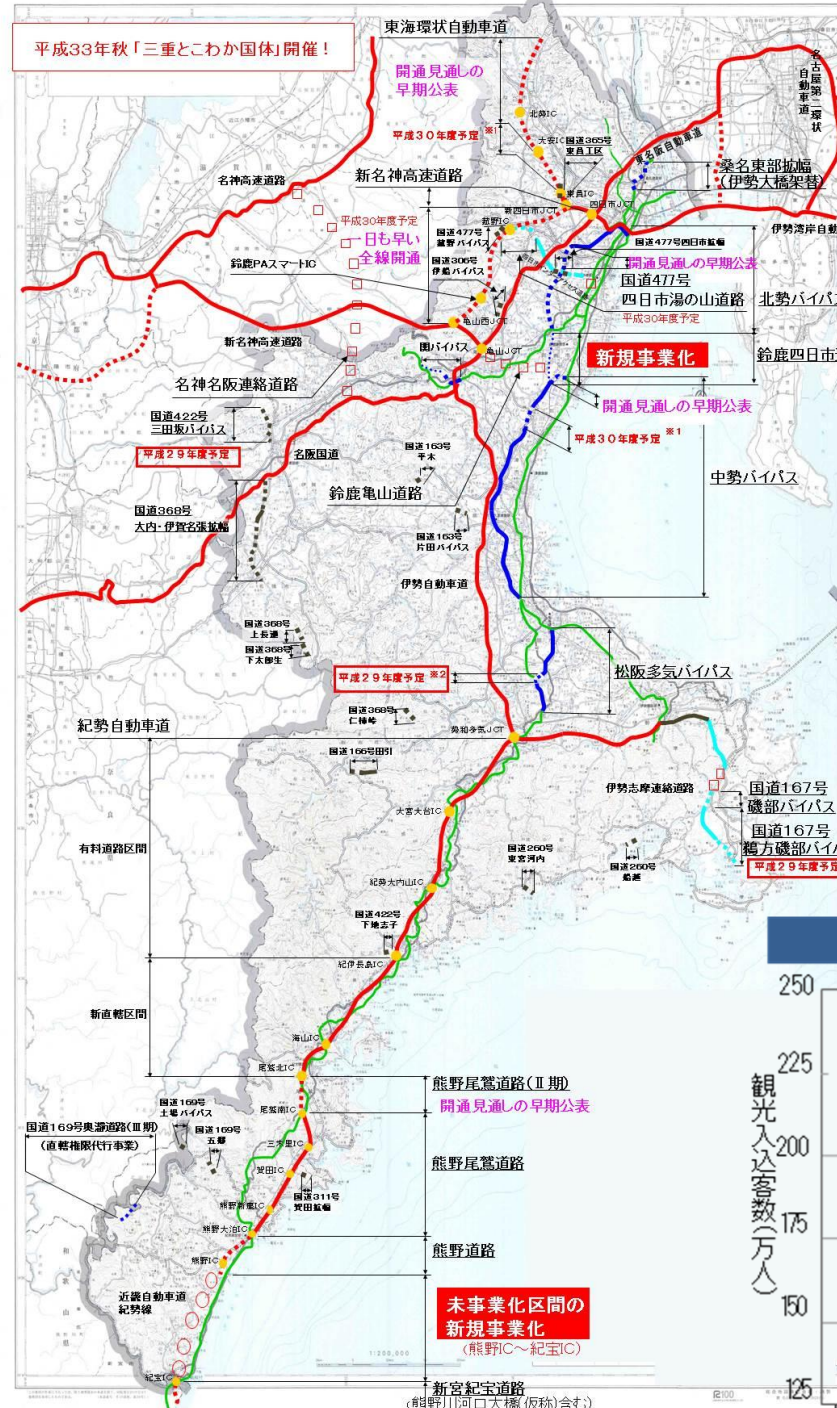 平成33年秋「三重とこわか国体」開催！
東海環状自動車道
名古屋第二環状
自動車道
開通見通しの
早期公表
北勢IC
平成30年度予定 ※1
大安IC
国道365号
東員工区
東名阪自動車道
桑名東部拡幅
(伊勢大橋架替)
名神高速道路
新名神高速道路
東員IC
新四日市JCT
四日市JCT
平成30年度予定
一日も早い
全線開通
菰野IC
国道477号
菰野バイパス
国道477号四日市拡幅
伊勢湾岸自動
開通見通しの早期公表
鈴鹿PAスマートIC
国道306号
伊船バイパス
国道477号
四日市湯の山道路
平成30年度予定
北勢バイパ
亀山西JCT
新名神高速道路
関バイパス
亀山JCT
新規事業化
鈴鹿四日市
名神名阪連絡道路
開通見通しの早期公表
国道422号
三田坂バイパス
平成29年度予定
名阪国道
国道163号
平木
平成30年度予定 ※1
中勢バイパス
鈴鹿亀山道路
国道368号
大内・伊賀名張拡幅
国道163号
片田バイパス
伊勢自動車道
国道368号
上長瀬
国道368号
下太郎生
平成29年度予定 ※2
松阪多気バイパス
国道368号
仁柿峠
紀勢自動車道
勢和多気JCT
国道166号田引
伊勢志摩連絡道路
国道167号
磯部バイパス
大宮大台IC
国道167号
鵜方磯部バイパ
平成29年度予定
有料道路区間
国道260号
東宮河内
国道260号
船越
紀勢大内山IC
国道422号
下地志子
紀伊長島IC
新直轄区間
海山IC
尾鷲北IC
熊野尾鷲道路(Ⅱ期)
開通見通しの早期公表
尾鷲南IC
国道169号
土場バイパス
国道169号奥瀞道路(Ⅲ期)
(直轄権限代行事業)
国道169号
五郷
三木里IC
熊野尾鷲道路
賀田IC
国道311号
賀田拡幅
熊野新鹿IC
熊野大泊IC
熊野道路
熊野IC
近畿自動車道
紀勢線
未事業化区間の
新規事業化
(熊野IC～紀宝IC)
1/200,000
紀宝IC
新宮紀宝道路
(熊野川河口大橋(仮称)含む)
観光入込客数(万人)
250
225
200
175
150
125